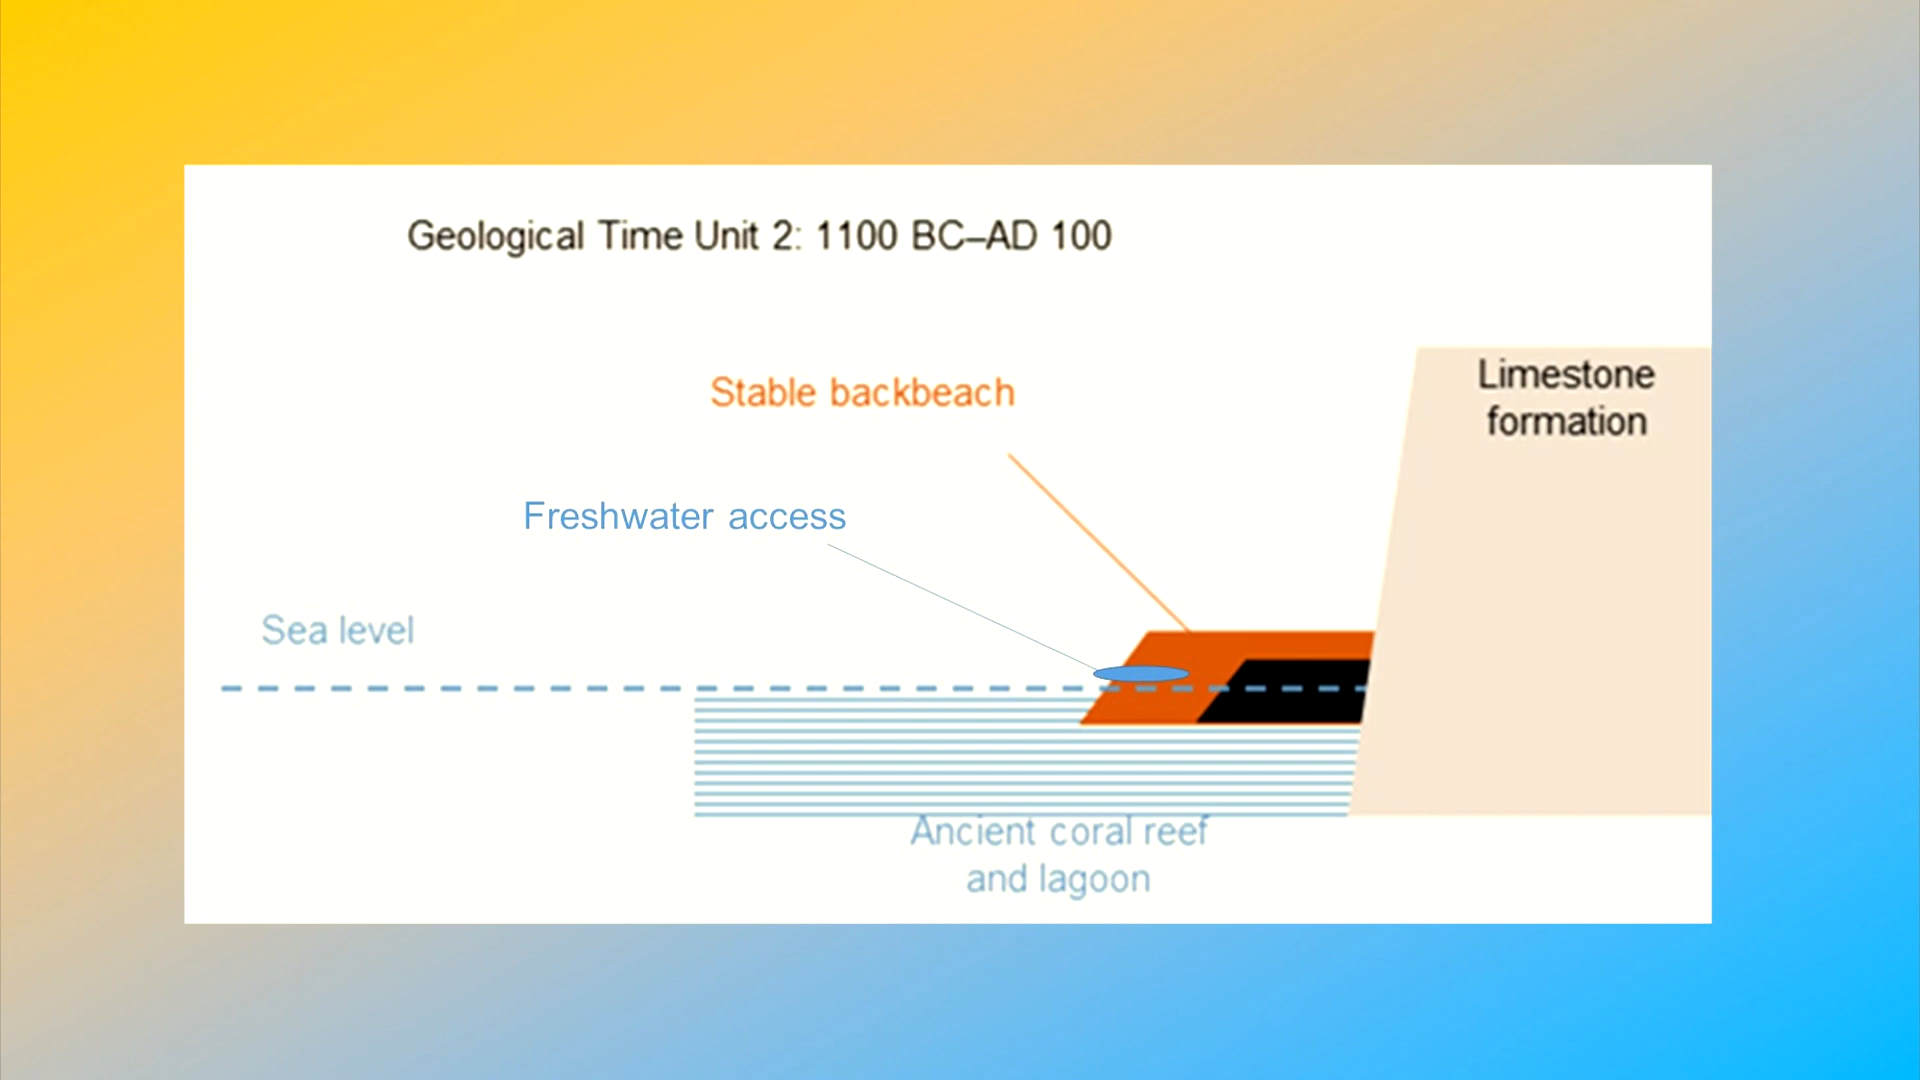 Geological Time Unit 2: 1100 BC–AD 100
Limestone
formation
Stable backbeach
Freshwater access
Sea level
Ancient coral reef
and lagoon